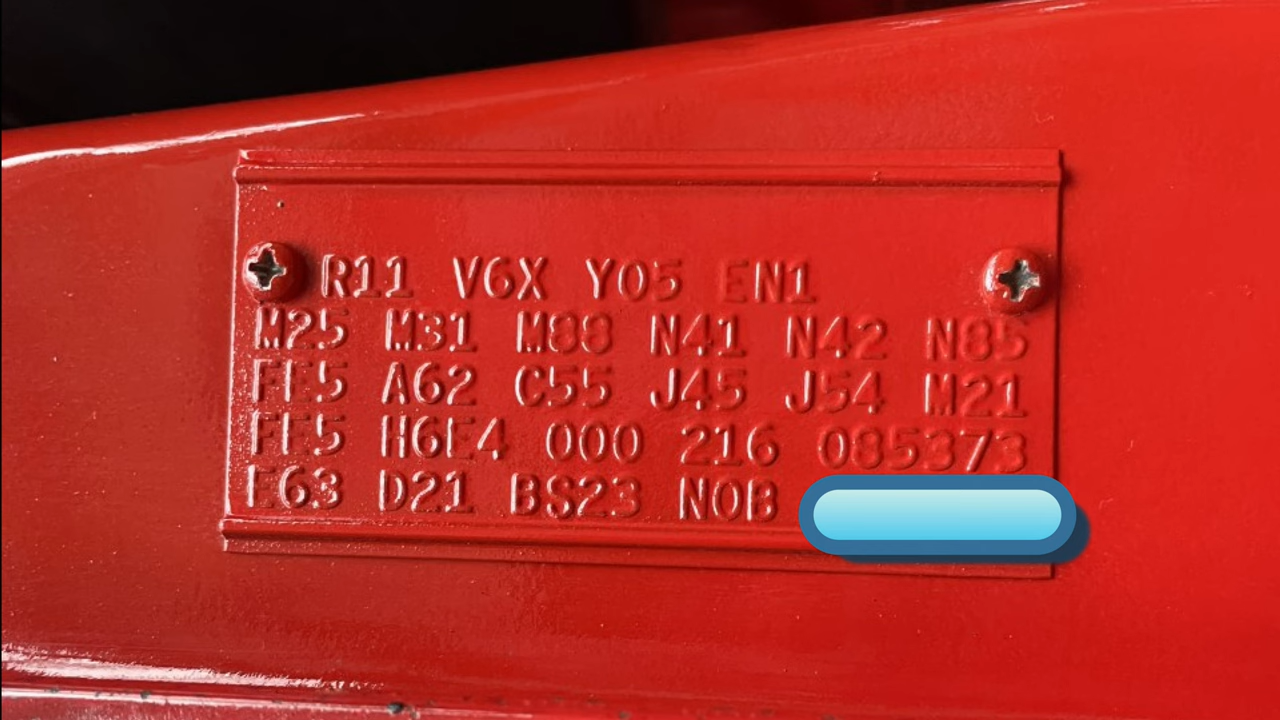 R11 V6X Y05 EN1
M25 M31 M88 N41 N42 N85
FE5 A62 C55 J45 J54 M21
FE5 H6E4 000 216 085373
E63 D21 BS23 N0B